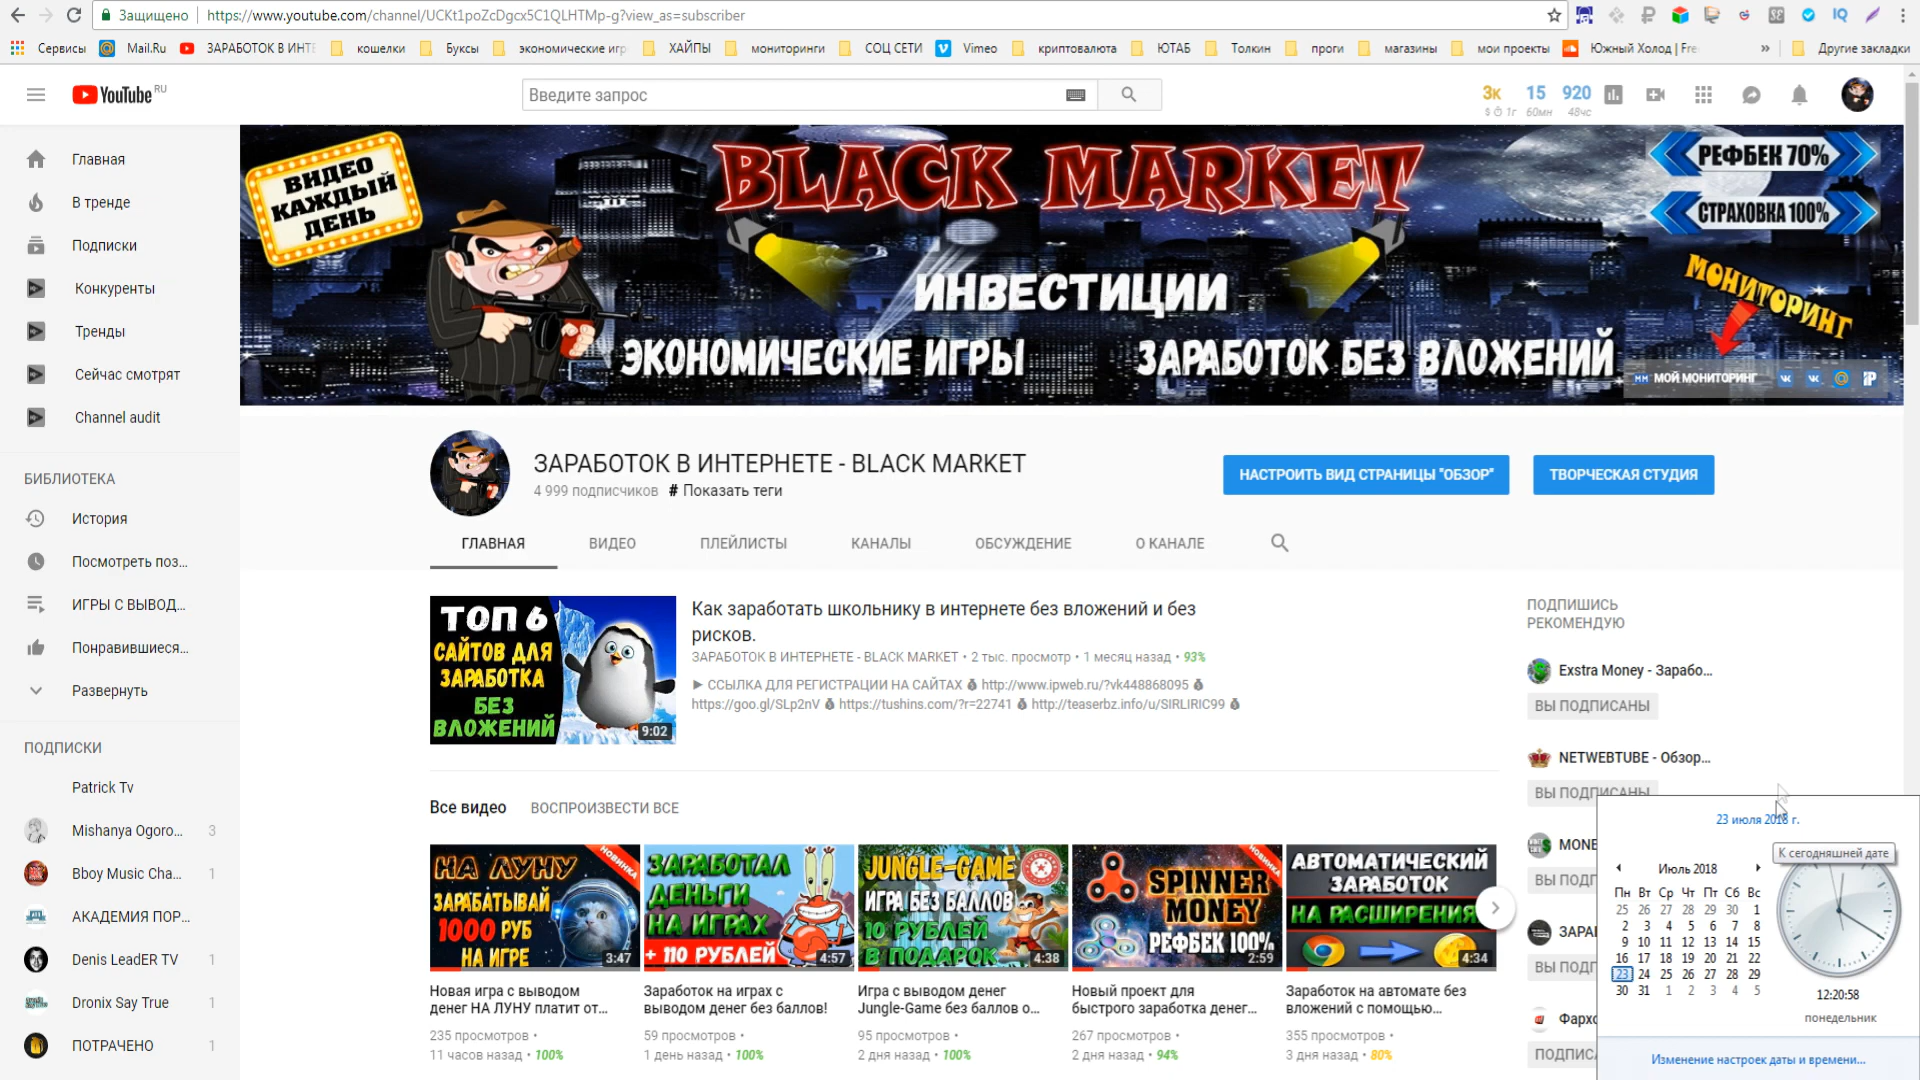 Защищено
https://www.youtube.com/channel/UCKt1poZcDgcx5C1QLHTMp-g?view_as=subscriber
Сервисы
Mail.Ru
ЗАРАБОТОК В ИНТЕ
кошелки
Буксы
экономические игр
ХАЙПЫ
мониторинги
СОЦ СЕТИ
Vimeo
криптовалюта
ЮТАБ
Толкин
проги
магазины
мои проекты
Южный Холод | Fre
» Другие закладки
YouTube RU
Введите запрос
3к 15 920
1г 60мн 48чс
Главная
В тренде
Подписки
Конкуренты
Тренды
Сейчас смотрят
Channel audit
БИБЛИОТЕКА
История
Посмотреть поз...
ИГРЫ С ВЫВОД...
Понравившиеся...
Развернуть
ПОДПИСКИ
Patrick Tv
Mishanya Ogoro... 3
Bboy Music Cha... 1
АКАДЕМИЯ ПОР...
Denis LeadER TV 1
Dronix Say True 1
ПОТРАЧЕНО 1
ВИДЕО
КАЖДЫЙ
ДЕНЬ
BLACK MARKET
РЕФБЕК 70%
СТРАХОВКА 100%
ИНВЕСТИЦИИ
МОНИТОРИНГ
ЭКОНОМИЧЕСКИЕ ИГРЫ
ЗАРАБОТОК БЕЗ ВЛОЖЕНИЙ
МОЙ МОНИТОРИНГ
ЗАРАБОТОК В ИНТЕРНЕТЕ - BLACK MARKET
4 999 подписчиков # Показать теги
НАСТРОИТЬ ВИД СТРАНИЦЫ "ОБЗОР"
ТВОРЧЕСКАЯ СТУДИЯ
ГЛАВНАЯ
ВИДЕО
ПЛЕЙЛИСТЫ
КАНАЛЫ
ОБСУЖДЕНИЕ
О КАНАЛЕ
ТОП 6
САЙТОВ ДЛЯ
ЗАРАБОТКА
БЕЗ
ВЛОЖЕНИЙ
9:02
Как заработать школьнику в интернете без вложений и без
рисков.
ЗАРАБОТОК В ИНТЕРНЕТЕ - BLACK MARKET • 2 тыс. просмотр • 1 месяц назад • 93%
► ССЫЛКА ДЛЯ РЕГИСТРАЦИИ НА САЙТАХ 💰 http://www.ipweb.ru/?vk448868095 💰
https://goo.gl/SLp2nV 💰 https://tushins.com/?r=22741 💰 http://teaserbz.info/u/SIRLIRIC99 💰
Все видео
ВОСПРОИЗВЕСТИ ВСЕ
НА ЛУНУ
ЗАРАБАТЫВАЙ
1000 РУБ
НА ИГРЕ
НОВИНКА
3:47
Новая игра с выводом
денег НА ЛУНУ платит от...
235 просмотров •
11 часов назад • 100%
ЗАРАБОТАЛ
ДЕНЬГИ
НА ИГРАХ
+ 110 РУБЛЕЙ
4:57
Заработок на играх с
выводом денег без баллов!
59 просмотров •
1 день назад • 100%
JUNGLE-GAME
ИГРА БЕЗ БАЛЛОВ
10 РУБЛЕЙ
В ПОДАРОК
4:38
Игра с выводом денег
Jungle-Game без баллов о...
95 просмотров •
2 дня назад • 100%
SPINNER
MONEY
РЕФБЕК 100%
НОВИНКА
2:59
Новый проект для
быстрого заработка денег...
267 просмотров •
2 дня назад • 94%
АВТОМАТИЧЕСКИЙ
ЗАРАБОТОК
НА РАСШИРЕНИЯ
4:34
Заработок на автомате без
вложений с помощью...
355 просмотров •
3 дня назад • 80%
ПОДПИШИСЬ
РЕКОМЕНДУЮ
Exstra Money - Зарабо...
ВЫ ПОДПИСАНЫ
NETWEBTUBE - Обзор...
ВЫ ПОДПИСАНЫ
MONE
ВЫ ПОДП
ЗАРА
ВЫ ПОДП
Фархо
ПОДПИСА
23 июля 2018 г.
К сегодняшней дате
Июль 2018
Пн Вт Ср Чт Пт Сб Вс
25 26 27 28 29 30 1
2 3 4 5 6 7 8
9 10 11 12 13 14 15
16 17 18 19 20 21 22
23 24 25 26 27 28 29
30 31 1 2 3 4 5
12:20:58
понедельник
Изменение настроек даты и времени...